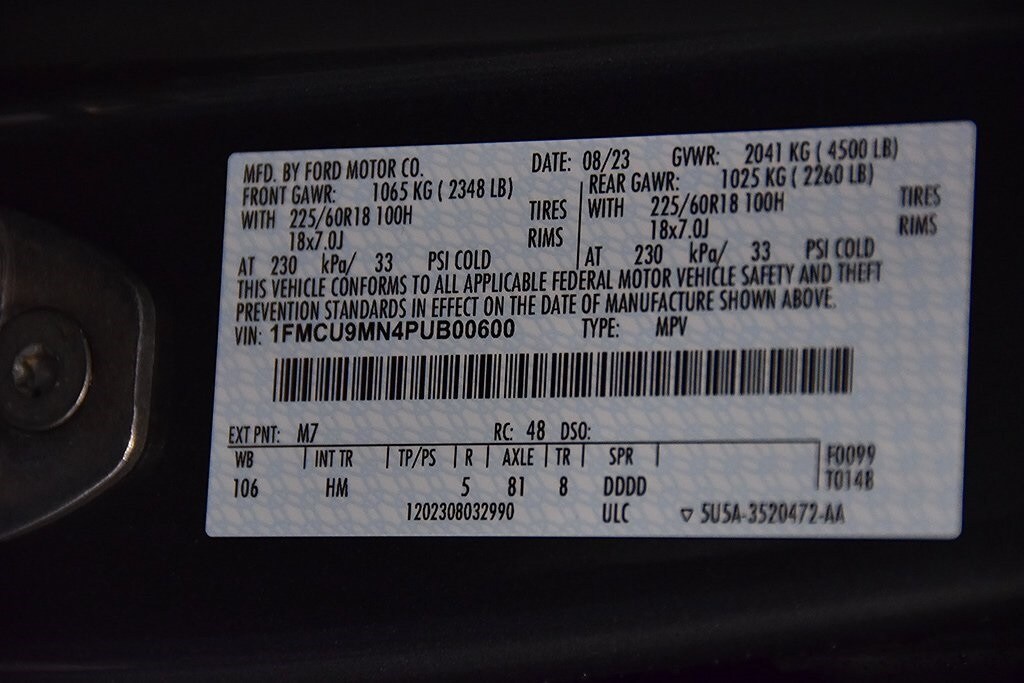 MFD. BY FORD MOTOR CO. DATE: 08/23 GVWR: 2041 KG ( 4500 LB)
FRONT GAWR: 1065 KG ( 2348 LB) REAR GAWR: 1025 KG ( 2260 LB)
WITH 225/60R18 100H TIRES WITH 225/60R18 100H TIRES
18x7.0J RIMS 18x7.0J RIMS
AT 230 kPa/ 33 PSI COLD AT 230 kPa/ 33 PSI COLD
THIS VEHICLE CONFORMS TO ALL APPLICABLE FEDERAL MOTOR VEHICLE SAFETY AND THEFT
PREVENTION STANDARDS IN EFFECT ON THE DATE OF MANUFACTURE SHOWN ABOVE.
VIN: 1FMCU9MN4PUB00600 TYPE: MPV
EXT PNT: M7 RC: 48 DSO:
WB INT TR TP/PS R AXLE TR SPR F0099
106 HM 5 81 8 DDDD T0148
1202308032990 ULC ▽ 5U5A-3520472-AA